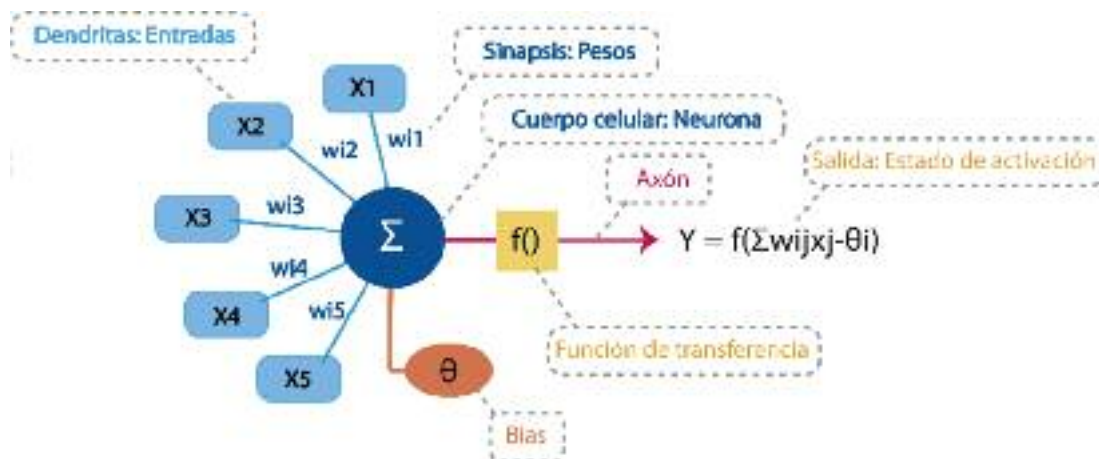 Dendritas: Entradas
Sinapsis: Pesos
X1
X2
Cuerpo celular: Neurona
wi1
wi2
Salida: Estado de activación
Axón
X3
wi3
Σ
f()
Y = f(Σwijxj-θi)
wi4
X4
wi5
Función de transferencia
X5
θ
Bias